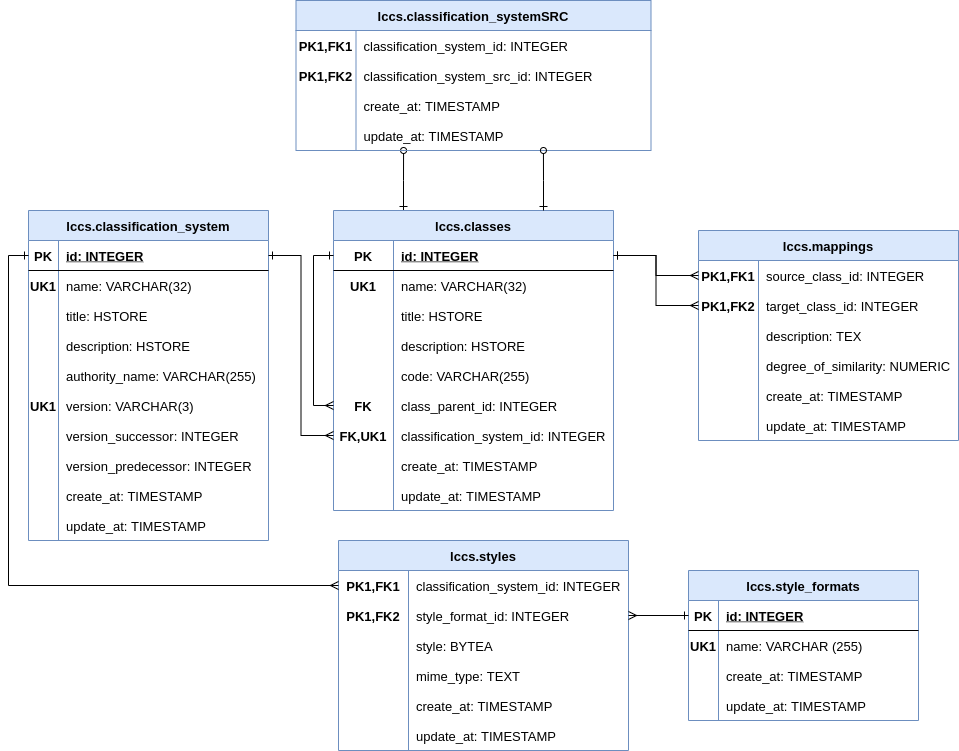 lccs.classification_systemSRC
PK1,FK1 classification_system_id: INTEGER
PK1,FK2 classification_system_src_id: INTEGER
create_at: TIMESTAMP
update_at: TIMESTAMP
lccs.classification_system
PK id: INTEGER
UK1 name: VARCHAR(32)
title: HSTORE
description: HSTORE
authority_name: VARCHAR(255)
UK1 version: VARCHAR(3)
version_successor: INTEGER
version_predecessor: INTEGER
create_at: TIMESTAMP
update_at: TIMESTAMP
lccs.classes
PK id: INTEGER
UK1 name: VARCHAR(32)
title: HSTORE
description: HSTORE
code: VARCHAR(255)
FK class_parent_id: INTEGER
FK,UK1 classification_system_id: INTEGER
create_at: TIMESTAMP
update_at: TIMESTAMP
lccs.mappings
PK1,FK1 source_class_id: INTEGER
PK1,FK2 target_class_id: INTEGER
description: TEX
degree_of_similarity: NUMERIC
create_at: TIMESTAMP
update_at: TIMESTAMP
lccs.styles
PK1,FK1 classification_system_id: INTEGER
PK1,FK2 style_format_id: INTEGER
style: BYTEA
mime_type: TEXT
create_at: TIMESTAMP
update_at: TIMESTAMP
lccs.style_formats
PK id: INTEGER
UK1 name: VARCHAR (255)
create_at: TIMESTAMP
update_at: TIMESTAMP